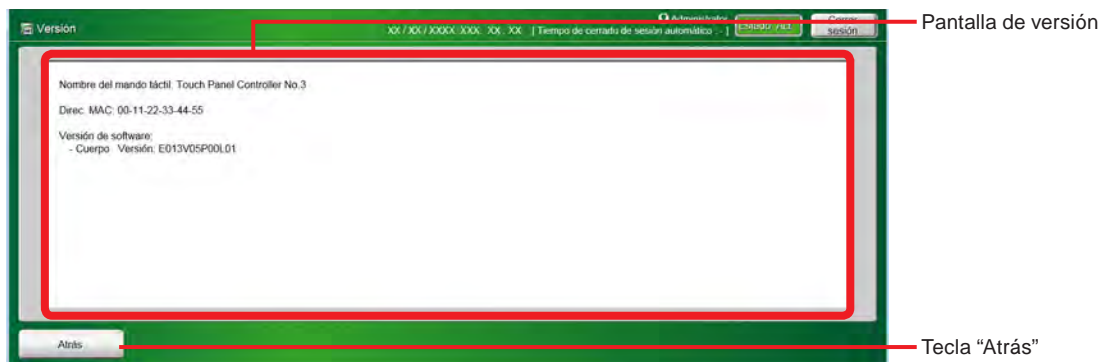 Versión
Administrator
XX / XX / XXXX XXX XX : XX [ Tiempo de cerrado de sesión automático : - ]
Cerrar
sesión
Pantalla de versión
Nombre del mando táctil: Touch Panel Controller No.3
Direc. MAC: 00-11-22-33-44-55
Versión de software:
- Cuerpo Versión: E013V05P00L01
Atrás
Tecla “Atrás”